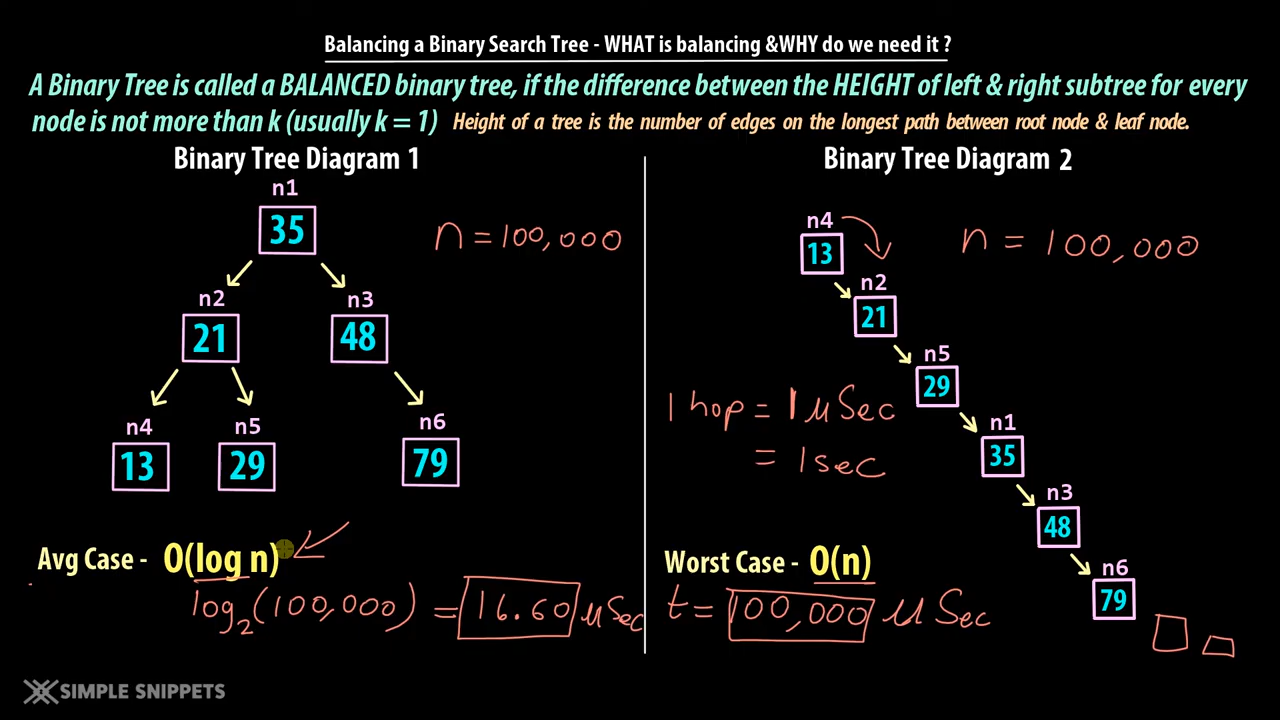 Balancing a Binary Search Tree - WHAT is balancing &WHY do we need it ?
A Binary Tree is called a BALANCED binary tree, if the difference between the HEIGHT of left & right subtree for every
node is not more than k (usually k = 1) Height of a tree is the number of edges on the longest path between root node & leaf node.
Binary Tree Diagram 1
n1
35
n = 100,000
n2
21
n3
48
n4
13
n5
29
n6
79
Avg Case - O(log n)
log2(100,000) = 16.60 μSec
Binary Tree Diagram 2
n4
13
n = 100,000
n2
21
n5
29
1 hop = 1 μSec
= 1sec
n1
35
n3
48
n6
79
Worst Case - O(n)
t = 100,000 μSec
SIMPLE SNIPPETS